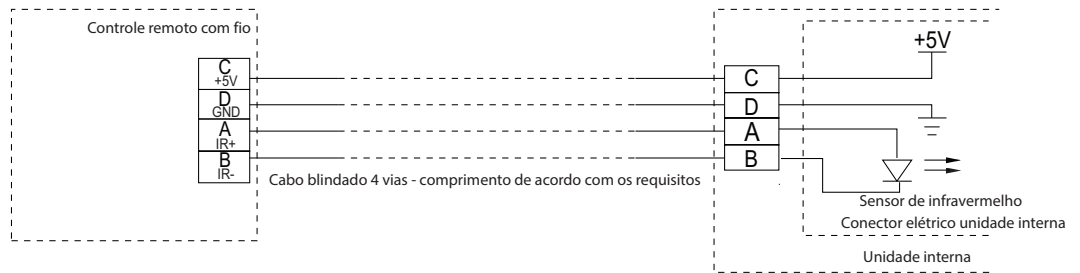 Controle remoto com fio
C
+5V
D
GND
A
IR+
B
IR-
Cabo blindado 4 vias - comprimento de acordo com os requisitos
C
D
A
B
+5V
Sensor de infravermelho
Conector elétrico unidade interna
Unidade interna